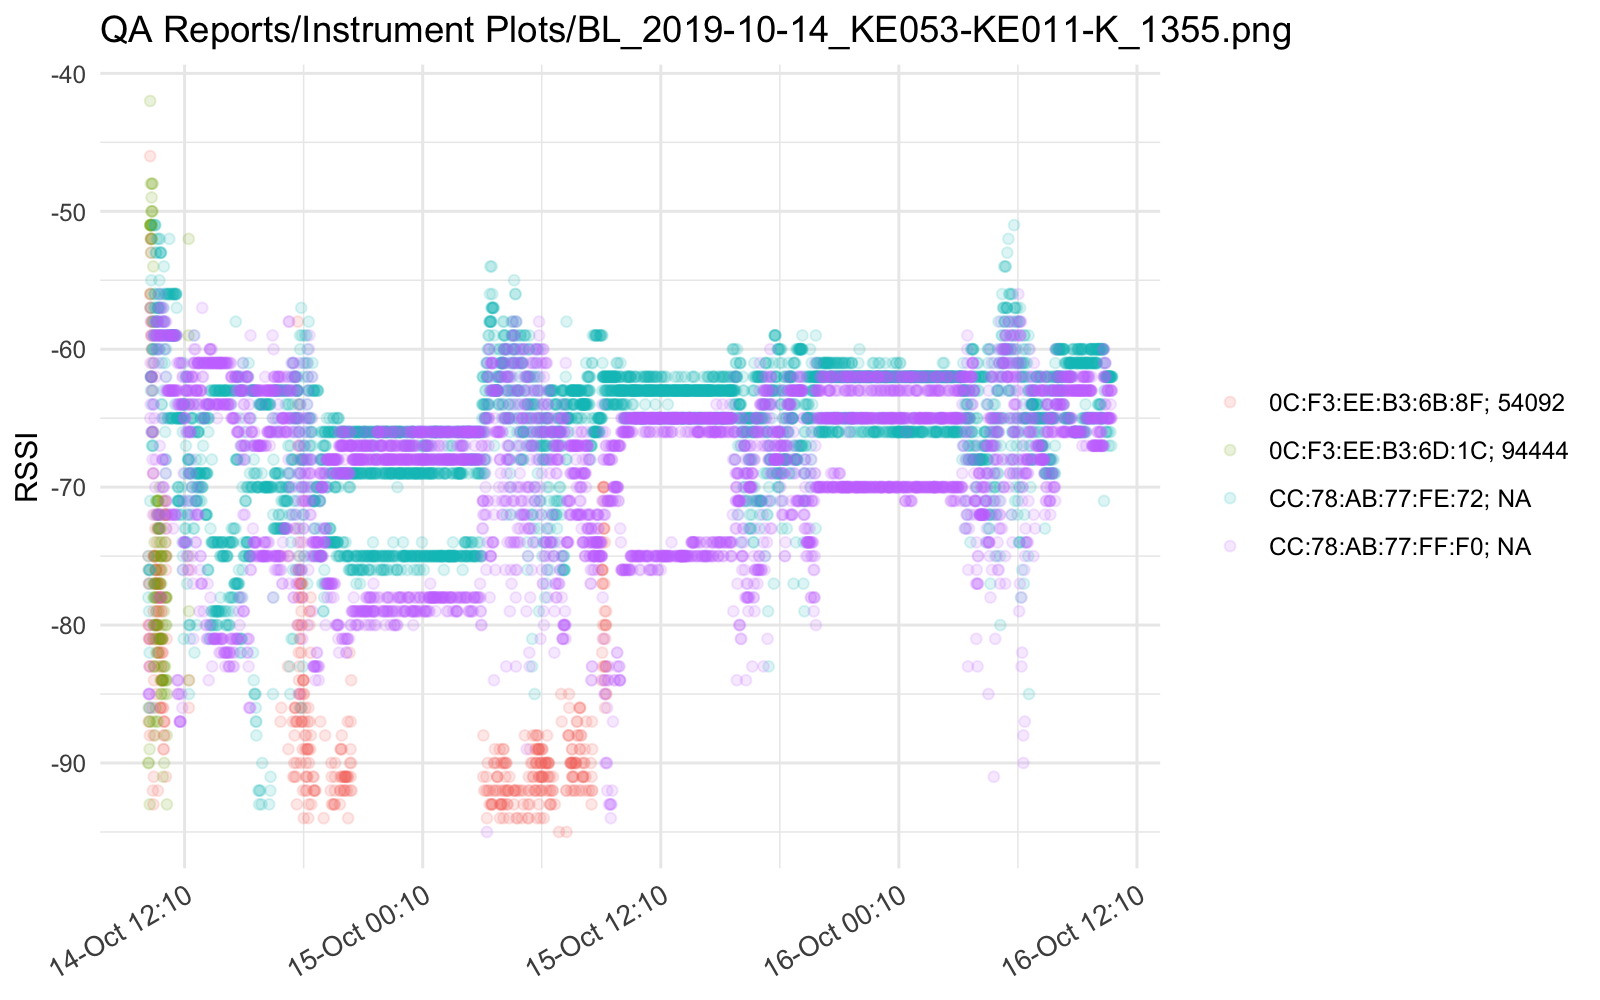 QA Reports/Instrument Plots/BL_2019-10-14_KE053-KE011-K_1355.png
-40
-50
-60
-70
-80
-90
RSSI
0C:F3:EE:B3:6B:8F; 54092
0C:F3:EE:B3:6D:1C; 94444
CC:78:AB:77:FE:72; NA
CC:78:AB:77:FF:F0; NA
14-Oct 12:10
15-Oct 00:10
15-Oct 12:10
16-Oct 00:10
16-Oct 12:10